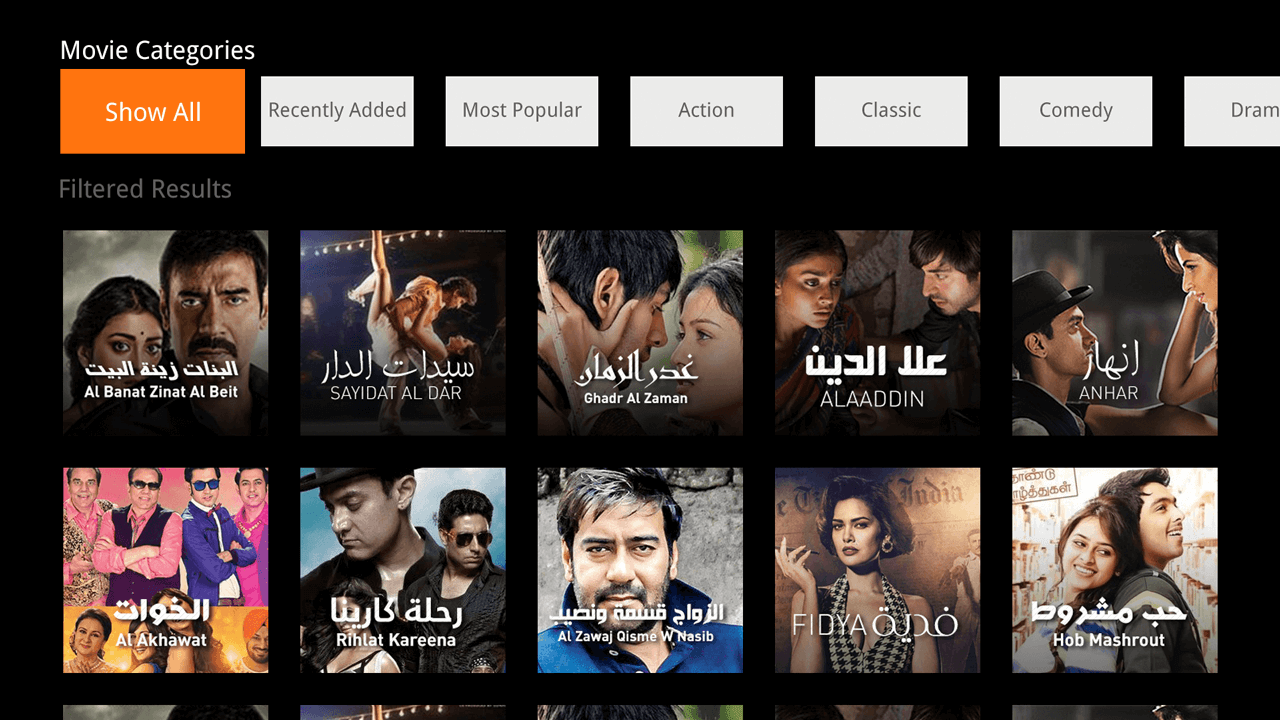 Movie Categories
Show All
Recently Added
Most Popular
Action
Classic
Comedy
Dram
Filtered Results
البنات زينة البيت
Al Banat Zinat Al Beit
سيدات الدار
SAYIDAT AL DAR
غدر الزمان
Ghadr Al Zaman
علا الدين
ALAADDIN
انهار
ANHAR
الخوات
Al Akhawat
رحلة كارينا
Rihlat Kareena
الزواج قسمة ونصيب
Al Zawaj Qisme W Nasib
India
FIDYA فدية
حب مشروط
Hob Mashrout